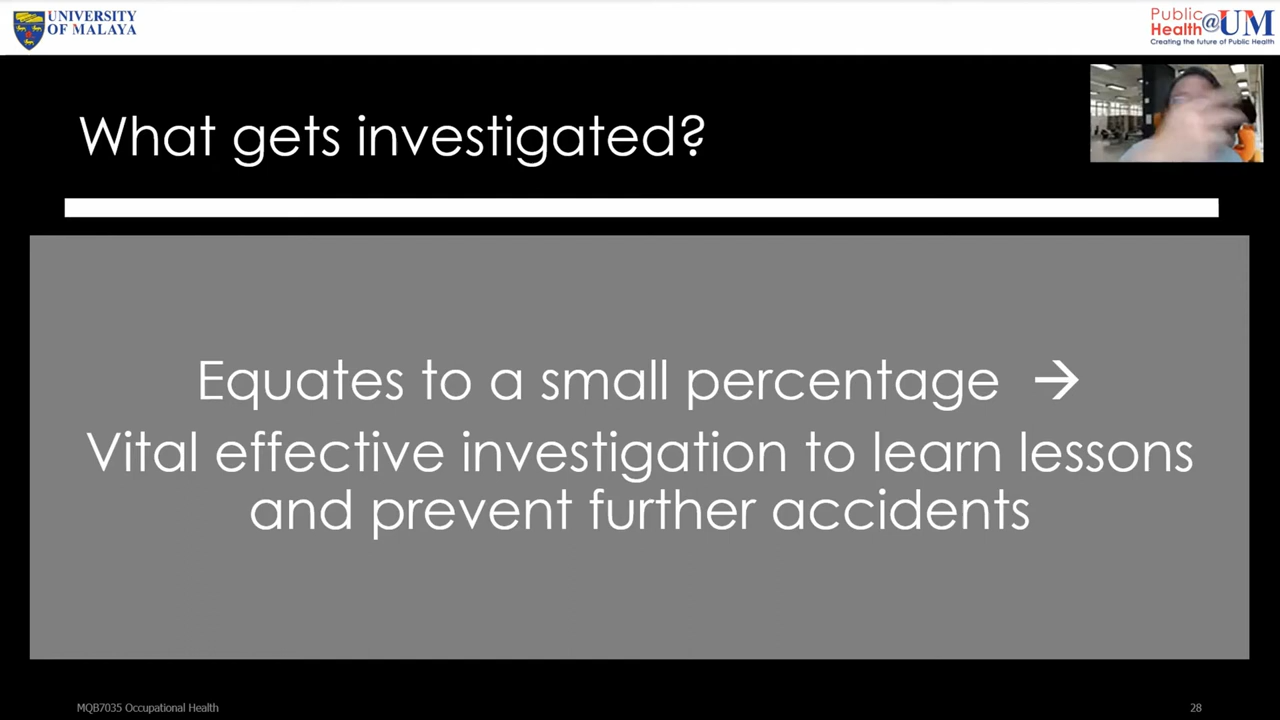 UNIVERSITY
OF MALAYA
Public
Health@UM
Creating the future of Public Health
What gets investigated?
Equates to a small percentage →
Vital effective investigation to learn lessons
and prevent further accidents
MQB7035 Occupational Health
28